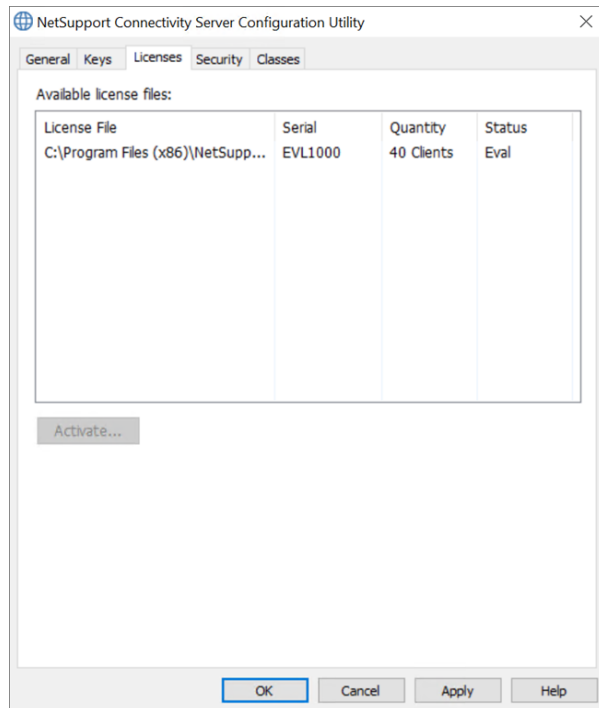 NetSupport Connectivity Server Configuration Utility
General Keys Licenses Security Classes
Available license files:
License File Serial Quantity Status
C:\Program Files (x86)\NetSupp... EVL1000 40 Clients Eval
Activate...
OK Cancel Apply Help